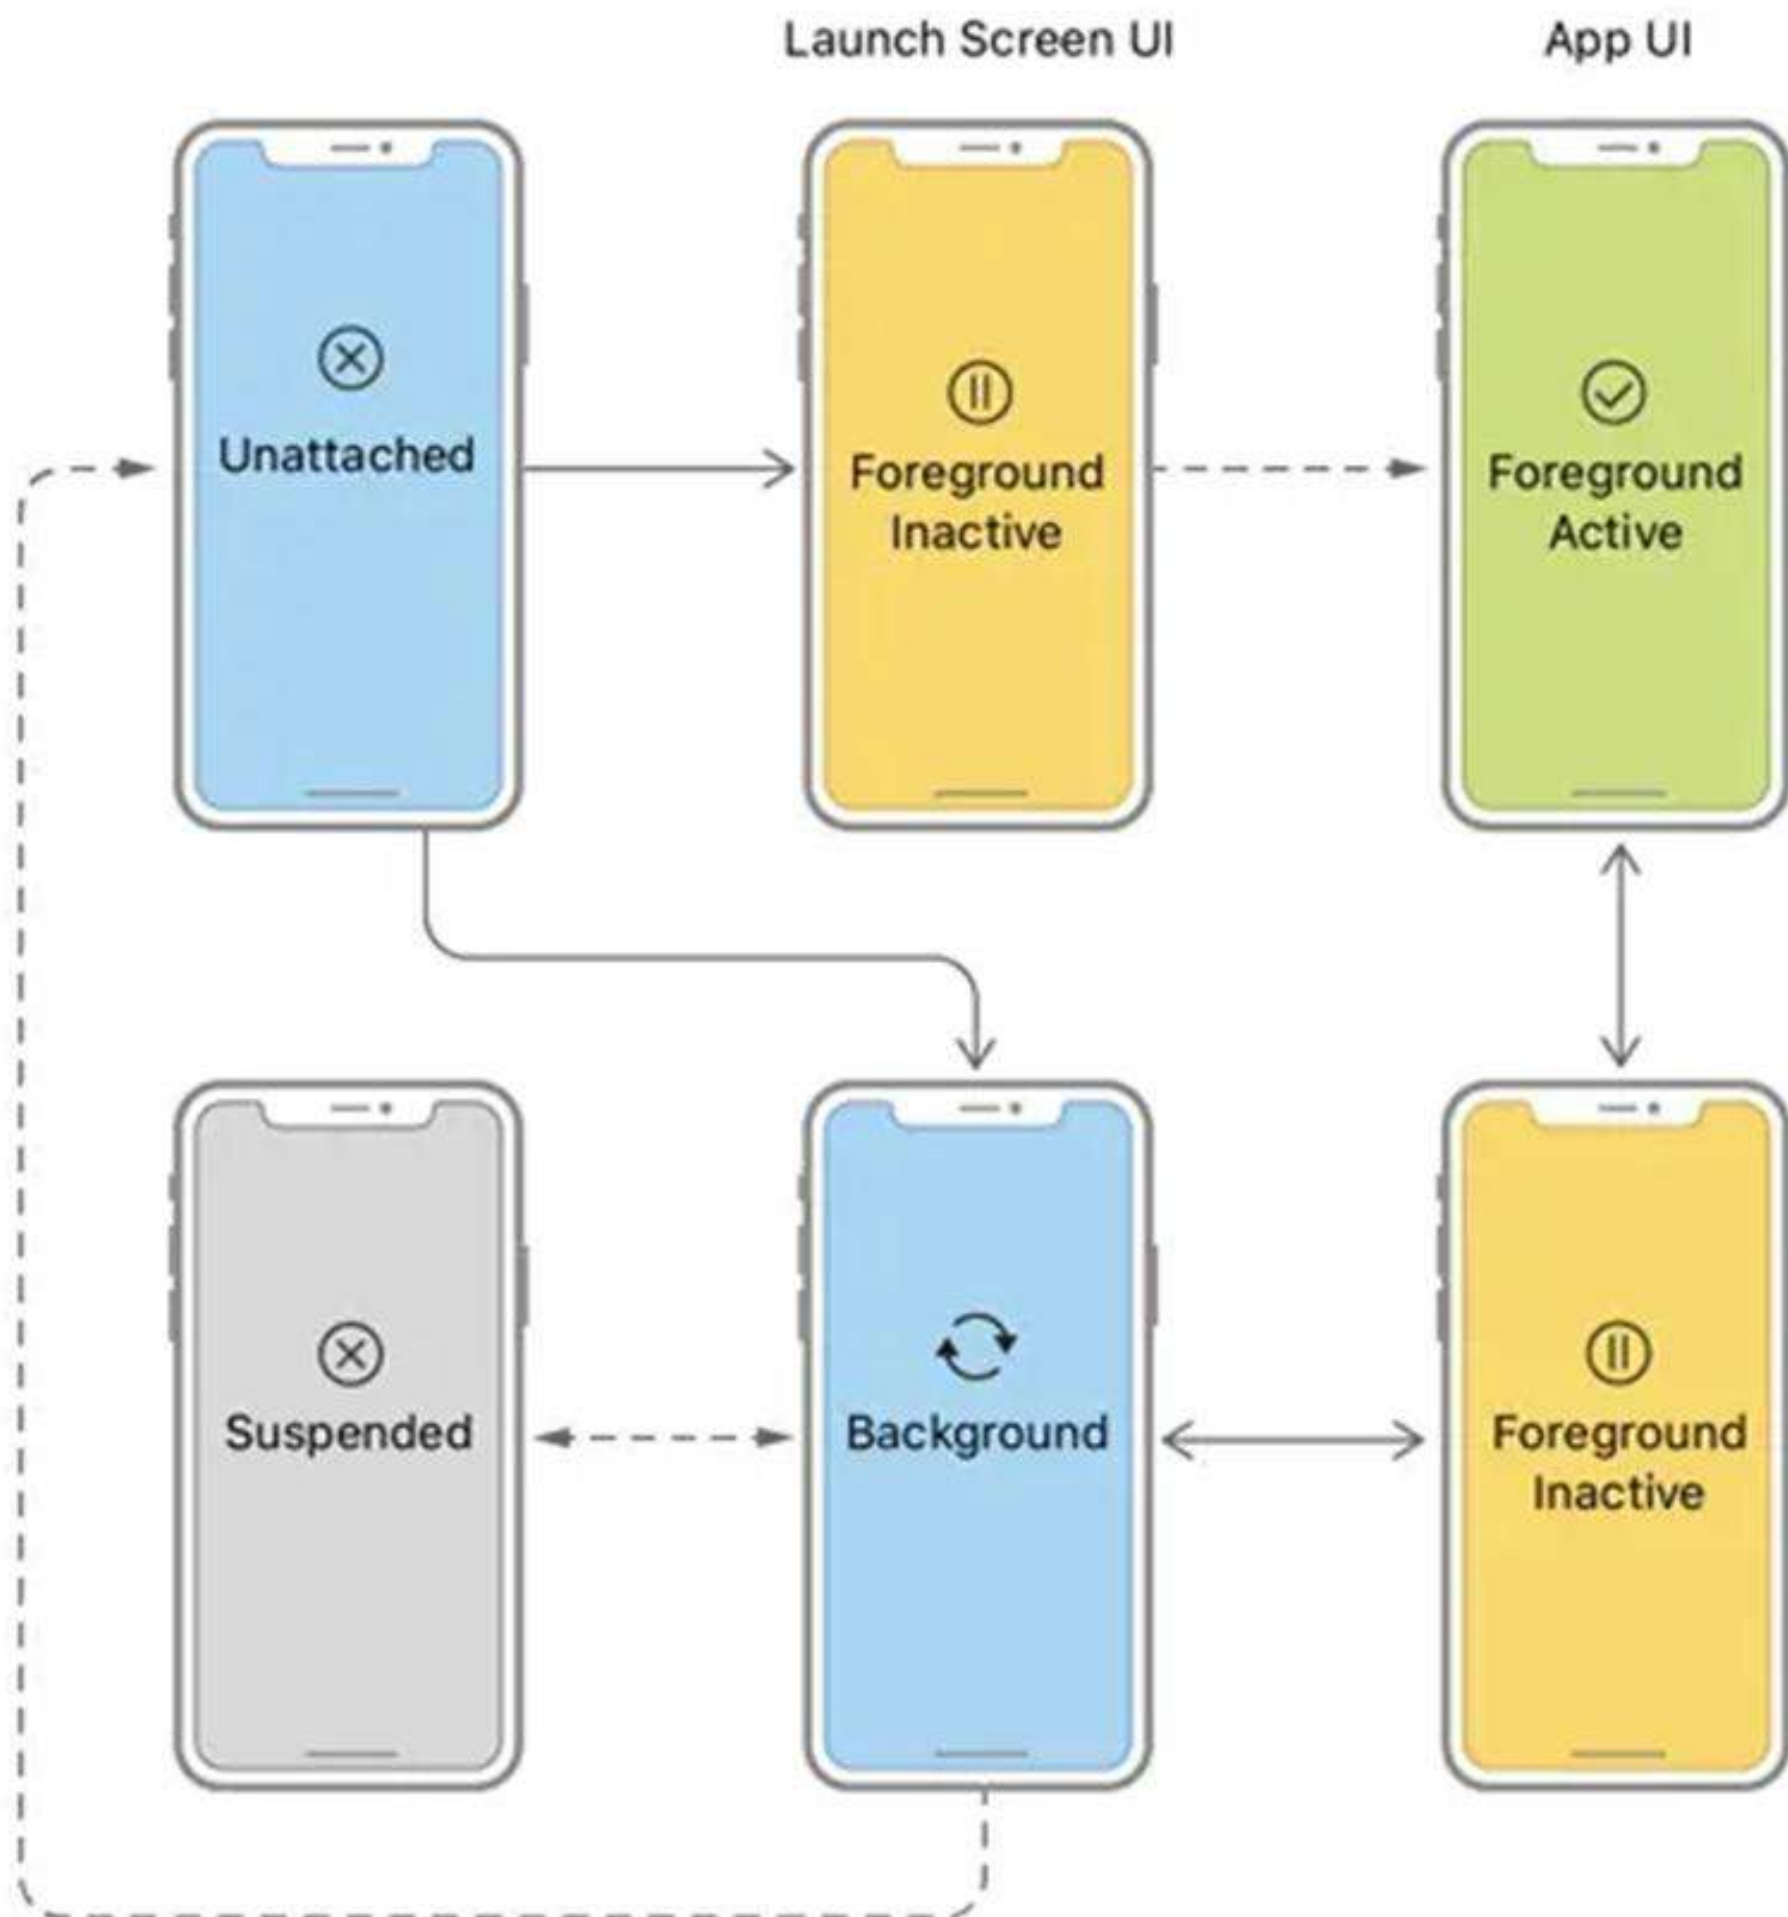 Launch Screen UI
App UI
Unattached
Foreground
Inactive
Foreground
Active
Suspended
Background
Foreground
Inactive